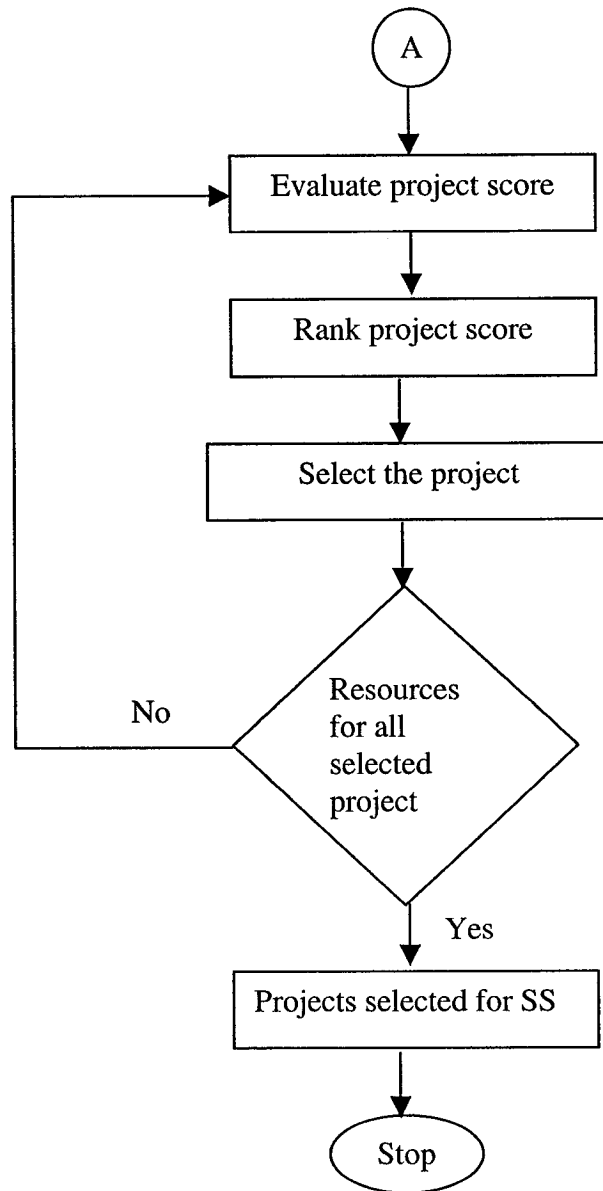 A
Evaluate project score
Rank project score
Select the project
Resources
for all
selected
project
No
Yes
Projects selected for SS
Stop